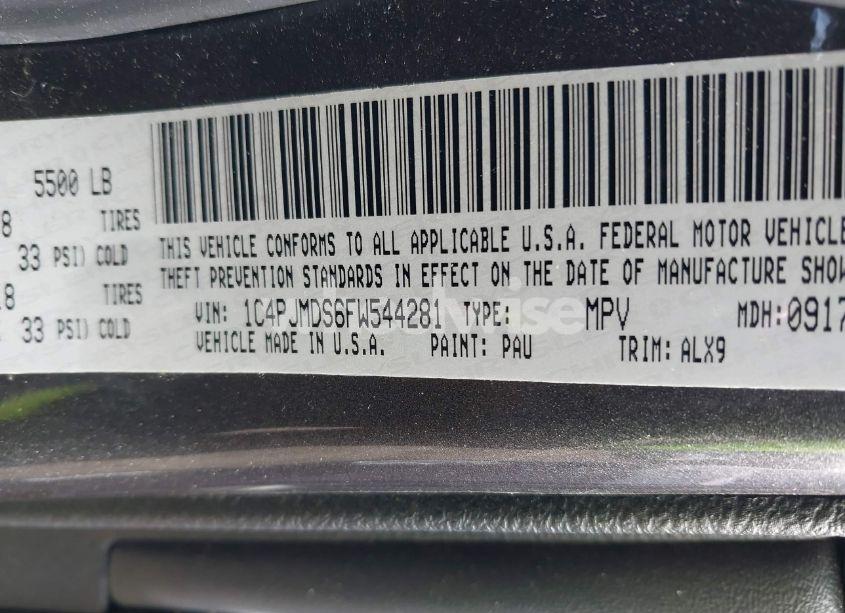 5500 LB
8 TIRES
33 PSI) COLD
18 TIRES
33 PSI) COLD
THIS VEHICLE CONFORMS TO ALL APPLICABLE U.S.A. FEDERAL MOTOR VEHICLE
THEFT PREVENTION STANDARDS IN EFFECT ON THE DATE OF MANUFACTURE SHOW
VIN: 1C4PJMDS6FW544281 TYPE: MPV MDH:0917
VEHICLE MADE IN U.S.A. PAINT: PAU TRIM: ALX9